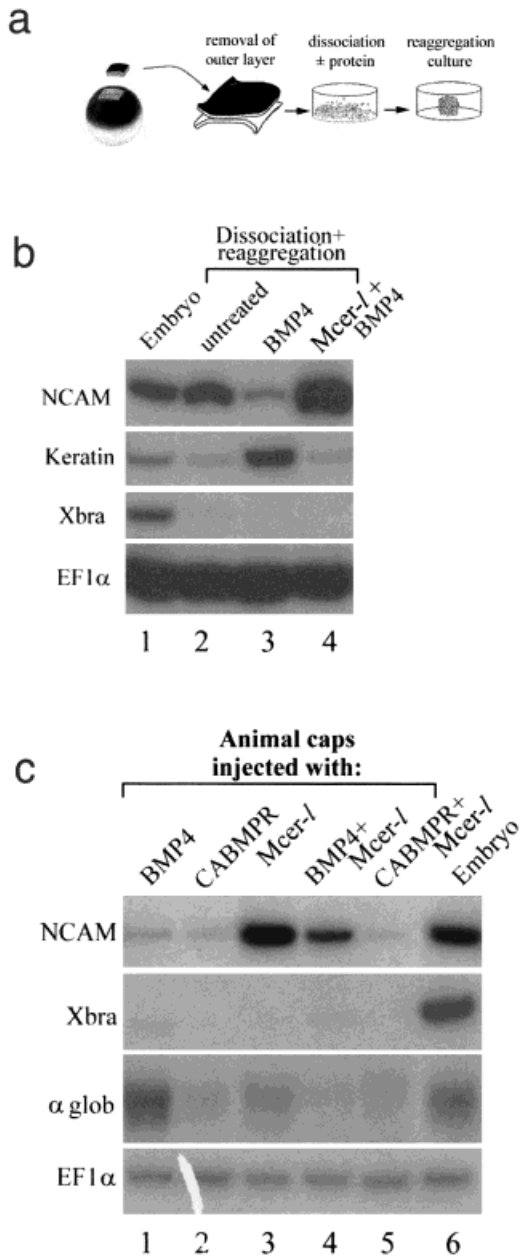 a
removal of
outer layer
dissociation
± protein
reaggregation
culture
b
Dissociation+
reaggregation
Embryo
untreated
BMP4
Mcer-l +
BMP4
NCAM
Keratin
Xbra
EF1α
1 2 3 4
c
Animal caps
injected with:
BMP4
CABMPR
Mcer-l
BMP4+
Mcer-l
CABMPR+
Mcer-l
Embryo
NCAM
Xbra
α glob
EF1α
1 2 3 4 5 6